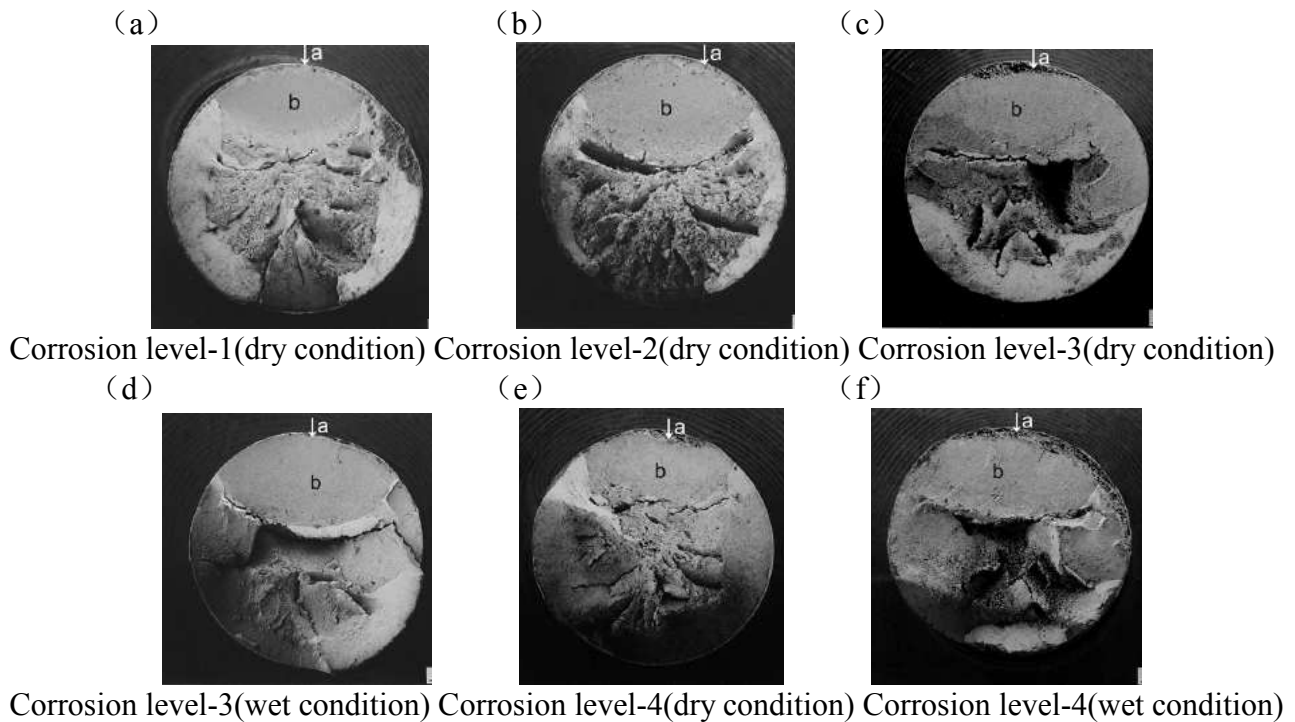 （a） （b） （c）
a a a
b b b
Corrosion level-1(dry condition) Corrosion level-2(dry condition) Corrosion level-3(dry condition)
（d） （e） （f）
a a a
b b b
Corrosion level-3(wet condition) Corrosion level-4(dry condition) Corrosion level-4(wet condition)